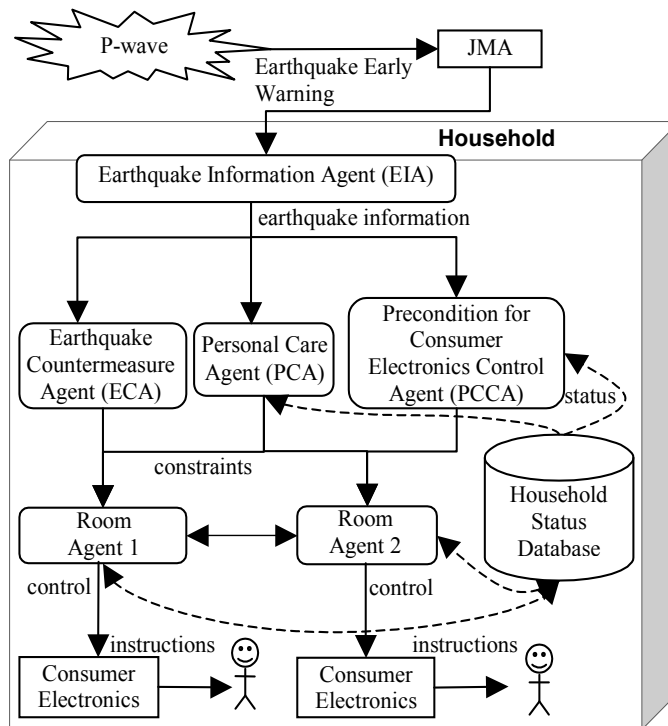 P-wave
JMA
Earthquake Early
Warning
Household
Earthquake Information Agent (EIA)
earthquake information
Earthquake
Countermeasure
Agent (ECA)
Personal Care
Agent (PCA)
Precondition for
Consumer
Electronics Control
Agent (PCCA)
status
constraints
Household
Status
Database
Room
Agent 1
Room
Agent 2
control
control
instructions
instructions
Consumer
Electronics
Consumer
Electronics